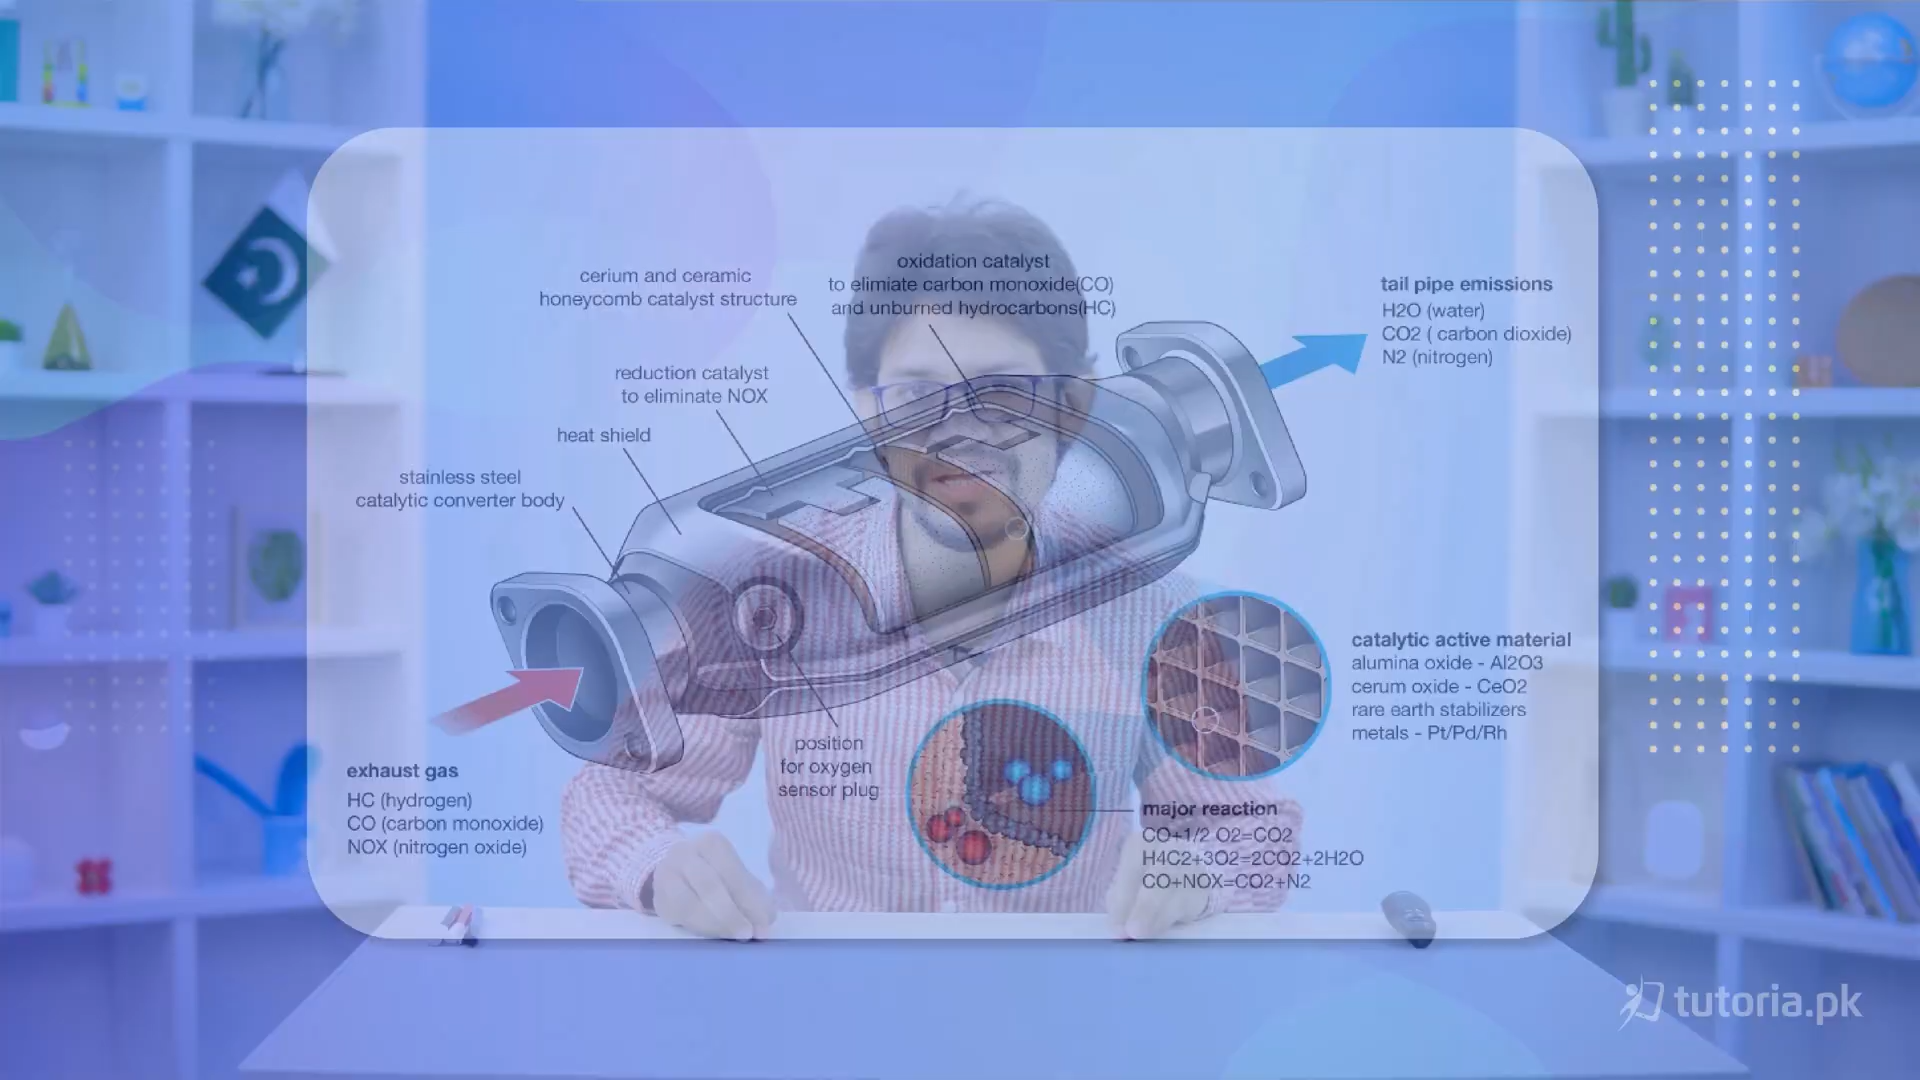 oxidation catalyst
to elimiate carbon monoxide(CO)
and unburned hydrocarbons(HC)
cerium and ceramic
honeycomb catalyst structure
tail pipe emissions
H2O (water)
CO2 ( carbon dioxide)
N2 (nitrogen)
reduction catalyst
to eliminate NOX
heat shield
stainless steel
catalytic converter body
catalytic active material
alumina oxide - Al2O3
cerum oxide - CeO2
rare earth stabilizers
metals - Pt/Pd/Rh
position
for oxygen
sensor plug
exhaust gas
HC (hydrogen)
CO (carbon monoxide)
NOX (nitrogen oxide)
major reaction
CO+1/2 O2=CO2
H4C2+3O2=2CO2+2H2O
CO+NOX=CO2+N2
tutoria.pk